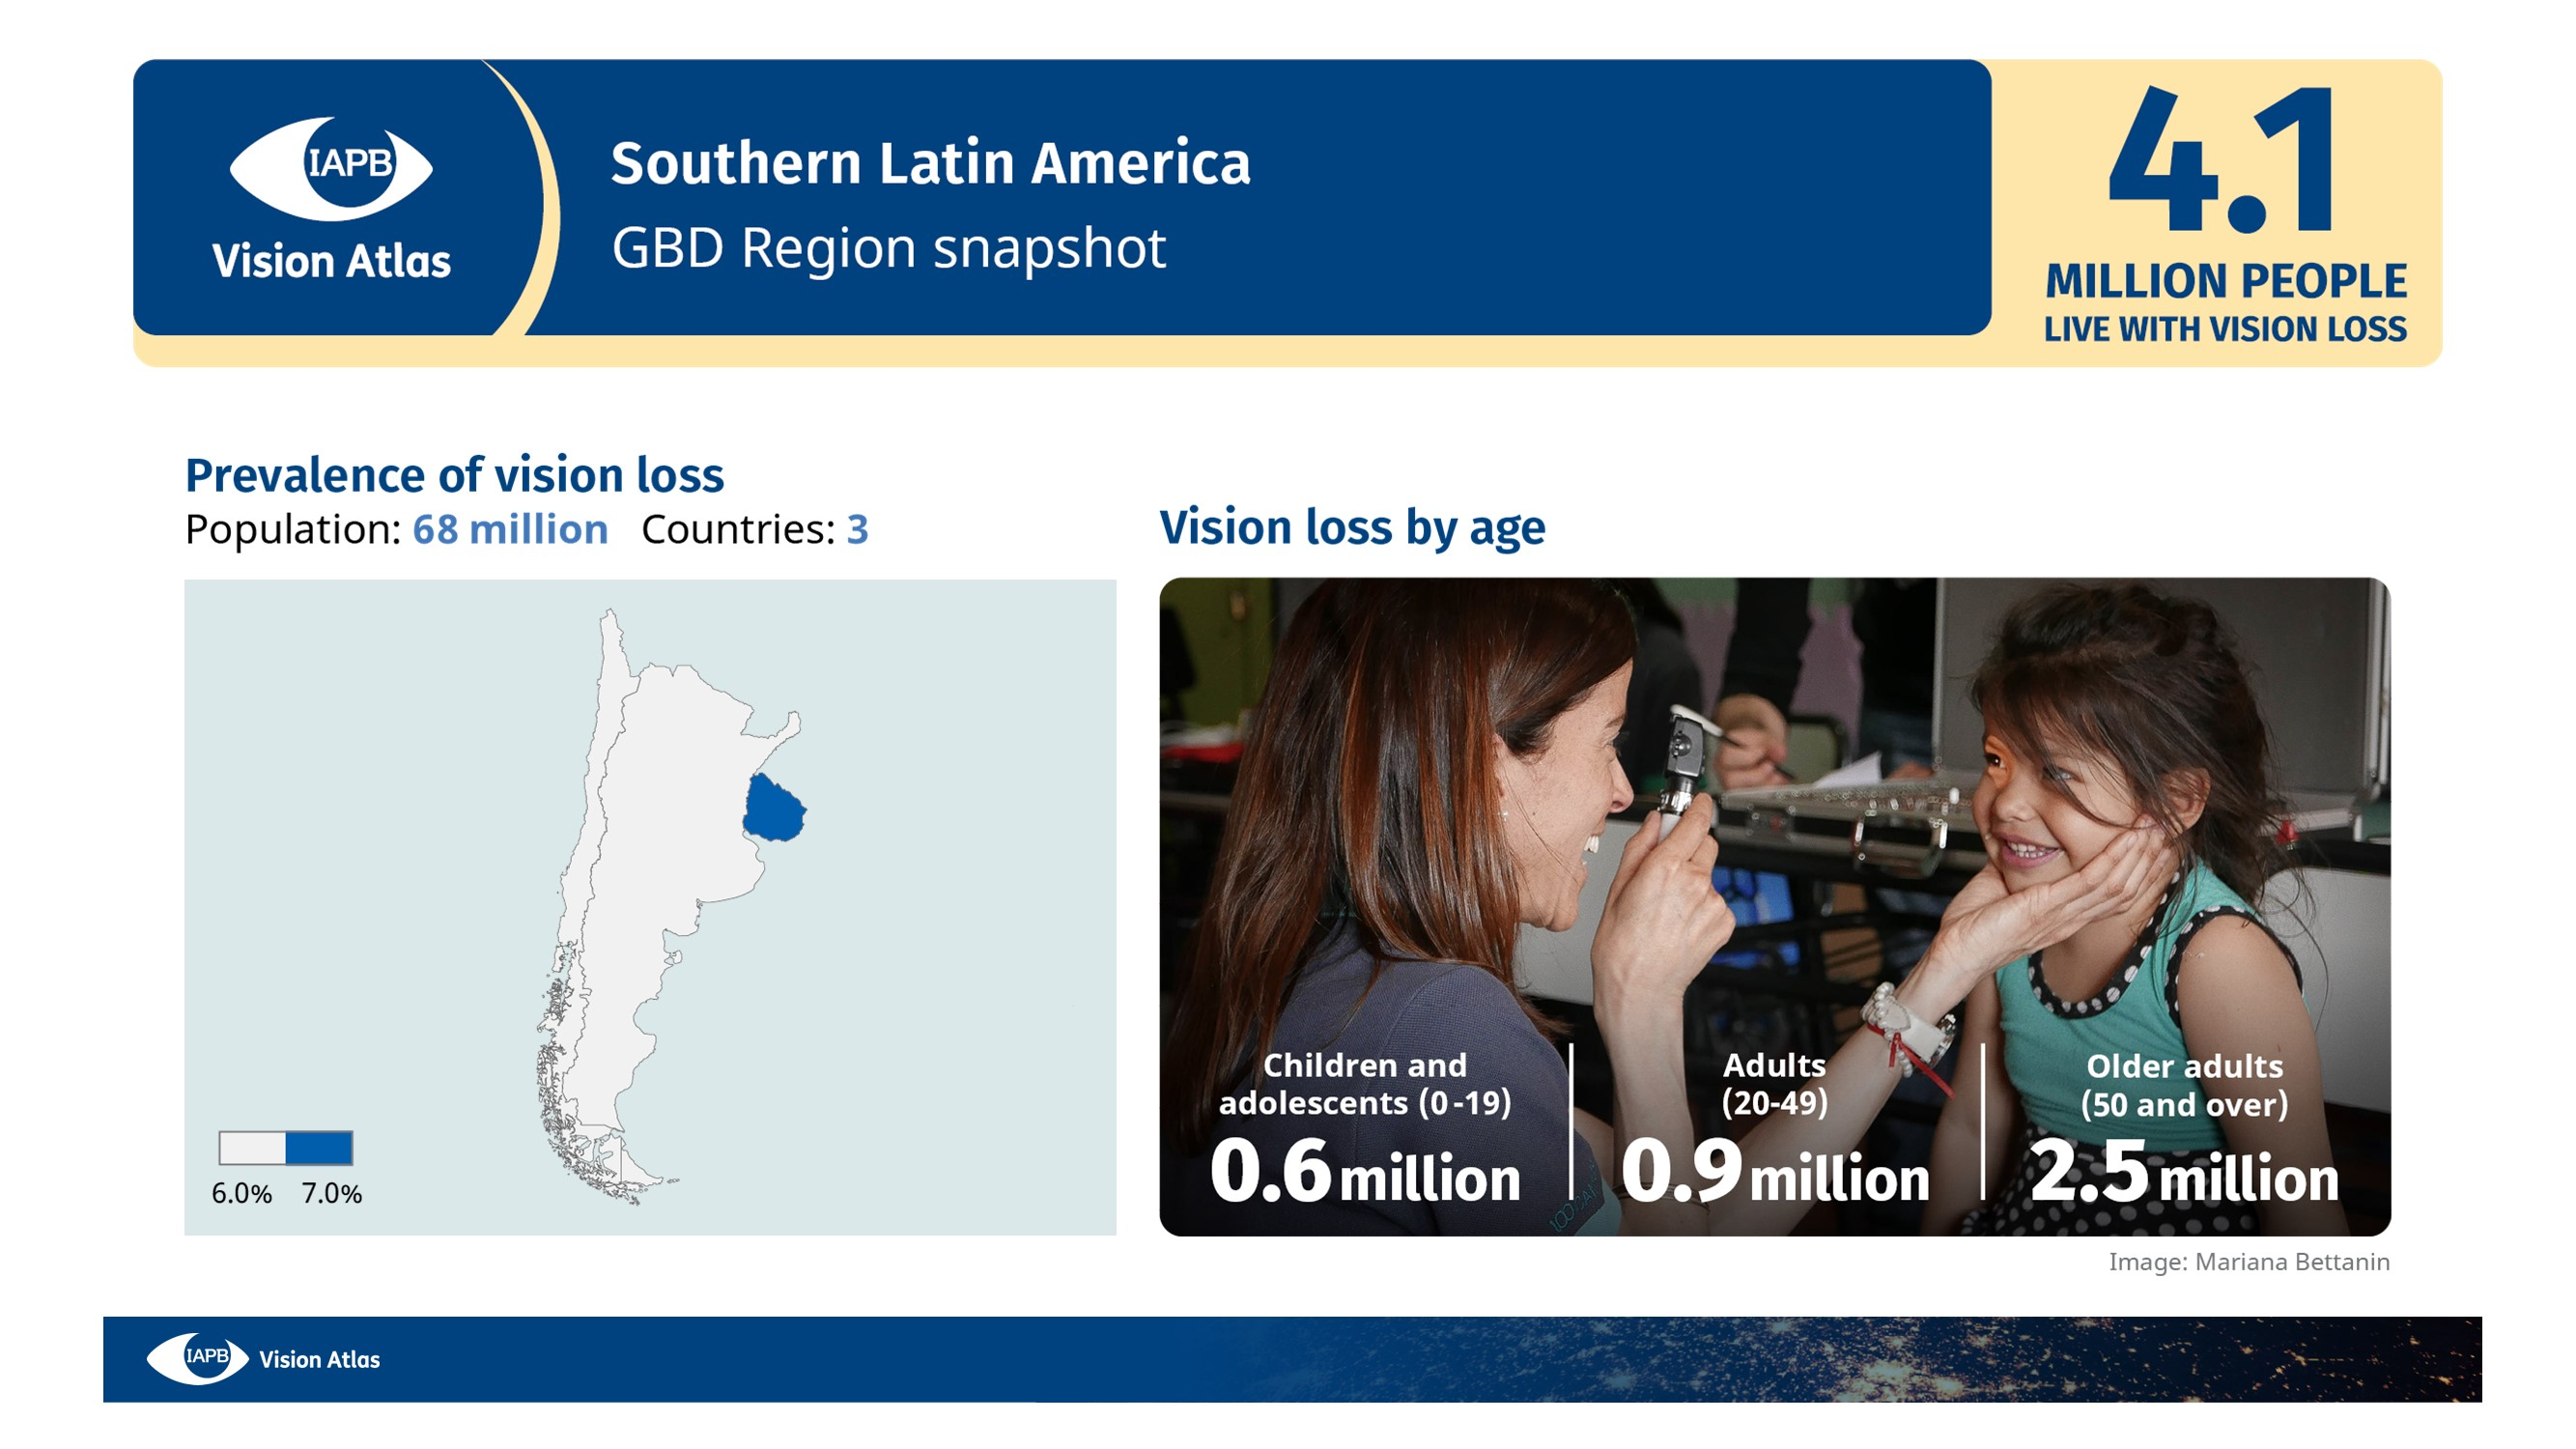 IAPB
Vision Atlas
Southern Latin America
GBD Region snapshot
4.1
MILLION PEOPLE
LIVE WITH VISION LOSS
Prevalence of vision loss
Population: 68 million Countries: 3
6.0% 7.0%
Vision loss by age
Children and
adolescents (0-19)
0.6 million
Adults
(20-49)
0.9 million
Older adults
(50 and over)
2.5 million
Image: Mariana Bettanin
IAPB Vision Atlas